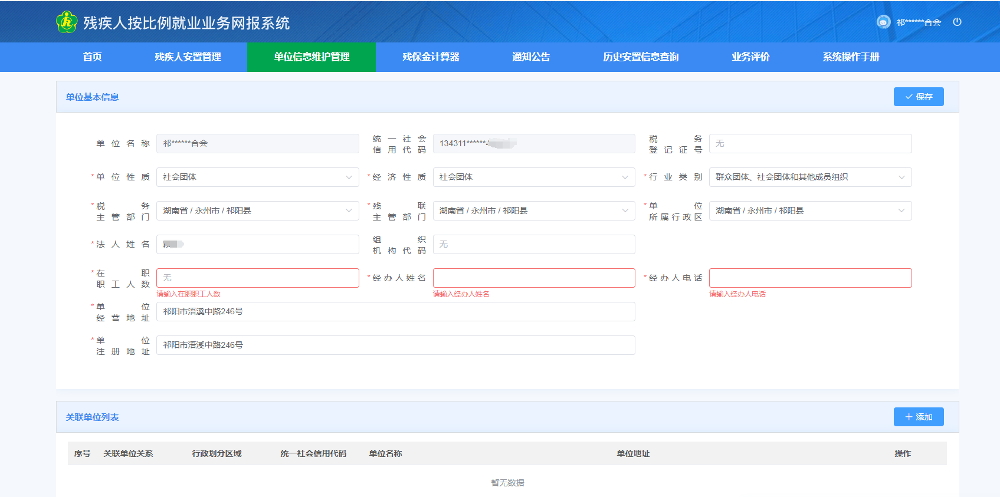 残疾人按比例就业业务网报系统
祁******合会
首页 残疾人安置管理 单位信息维护管理 残保金计算器 通知公告 历史安置信息查询 业务评价 系统操作手册
单位基本信息
保存
单位名称 祁******合会
统一社会信用代码 134311******
税务登记证号 无
*单位性质 社会团体
*经济性质 社会团体
*行业类别 群众团体、社会团体和其他成员组织
*税务主管部门 湖南省 / 永州市 / 祁阳县
*残联主管部门 湖南省 / 永州市 / 祁阳县
*单位所属行政区 湖南省 / 永州市 / 祁阳县
*法人姓名
组织机构代码 无
*在职职工人数 无
请输入在职职工人数
*经办人姓名
请输入经办人姓名
*经办人电话
请输入经办人电话
*单位经营地址 祁阳市浯溪中路246号
*单位注册地址 祁阳市浯溪中路246号
关联单位列表
添加
序号 关联单位关系 行政划分区域 统一社会信用代码 单位名称 单位地址 操作
暂无数据